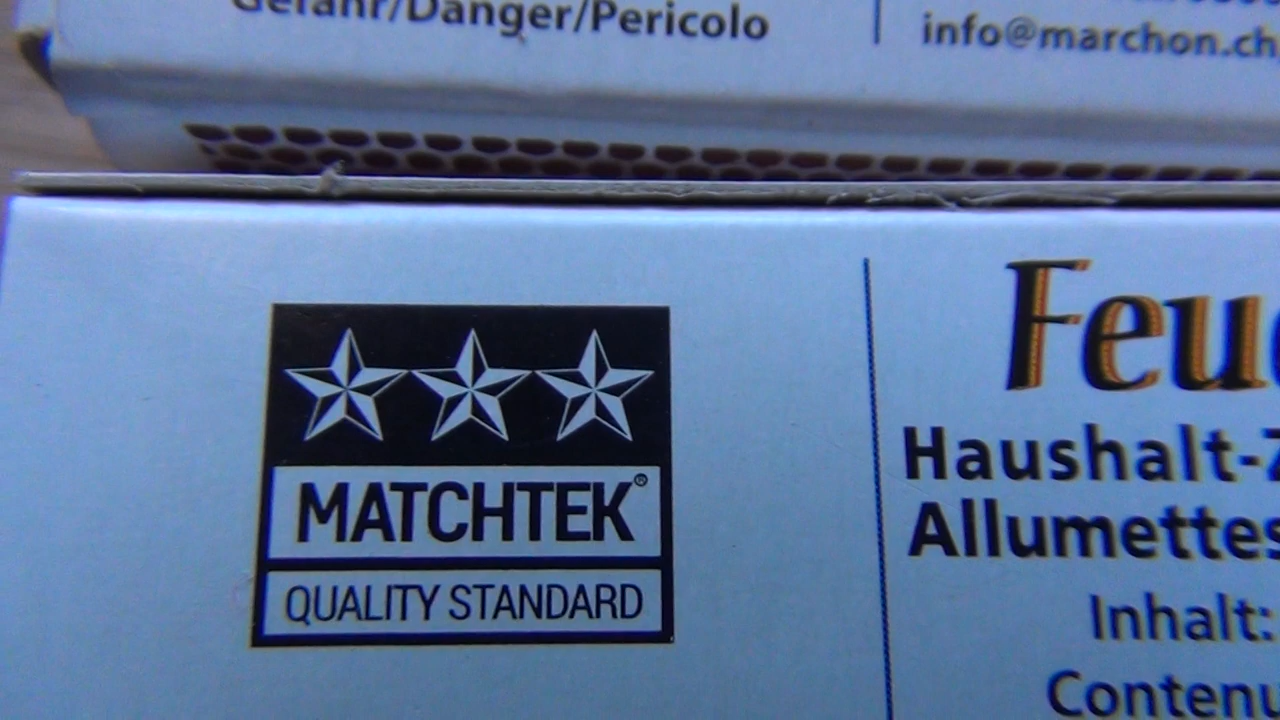 Gefahr/Danger/Pericolo
info@marchon.ch
MATCHTEK®
QUALITY STANDARD
Feu
Haushalt-Z
Allumettes
Inhalt:
Contenu